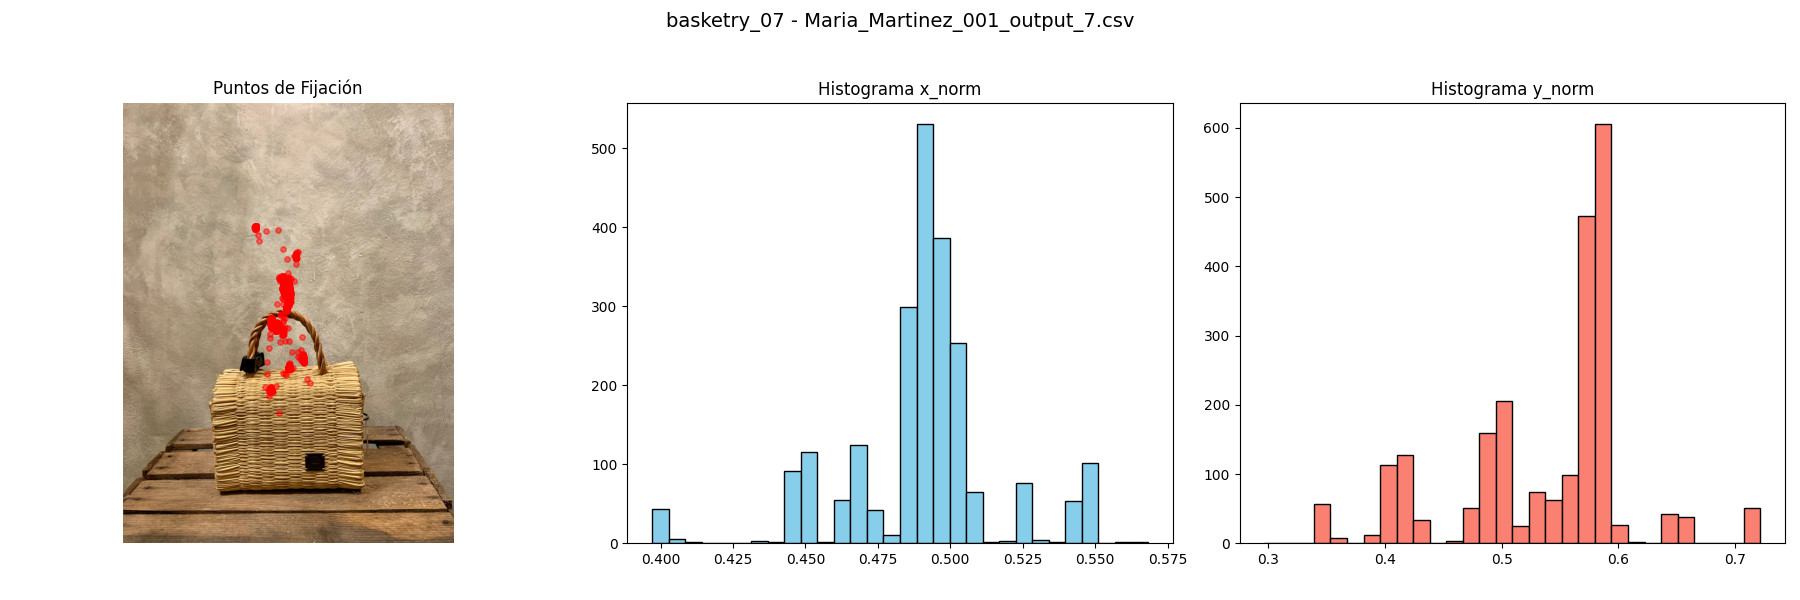 basketry_07 - Maria_Martinez_001_output_7.csv
Puntos de Fijación
Histograma x_norm
Histograma y_norm
500
400
300
200
100
0
0.400 0.425 0.450 0.475 0.500 0.525 0.550 0.575
600
500
400
300
200
100
0
0.3 0.4 0.5 0.6 0.7